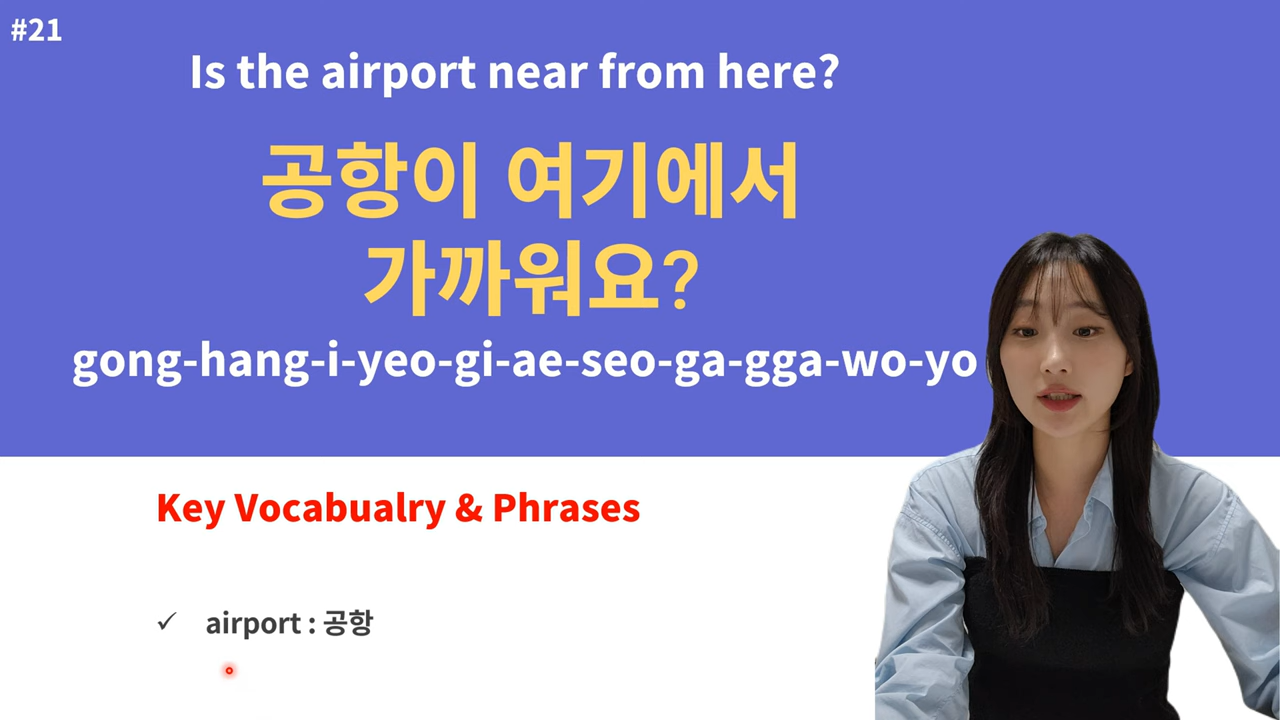 #21
Is the airport near from here?
공항이 여기에서
가까워요?
gong-hang-i-yeo-gi-ae-seo-ga-gga-wo-yo
Key Vocabualry & Phrases
✓ airport : 공항